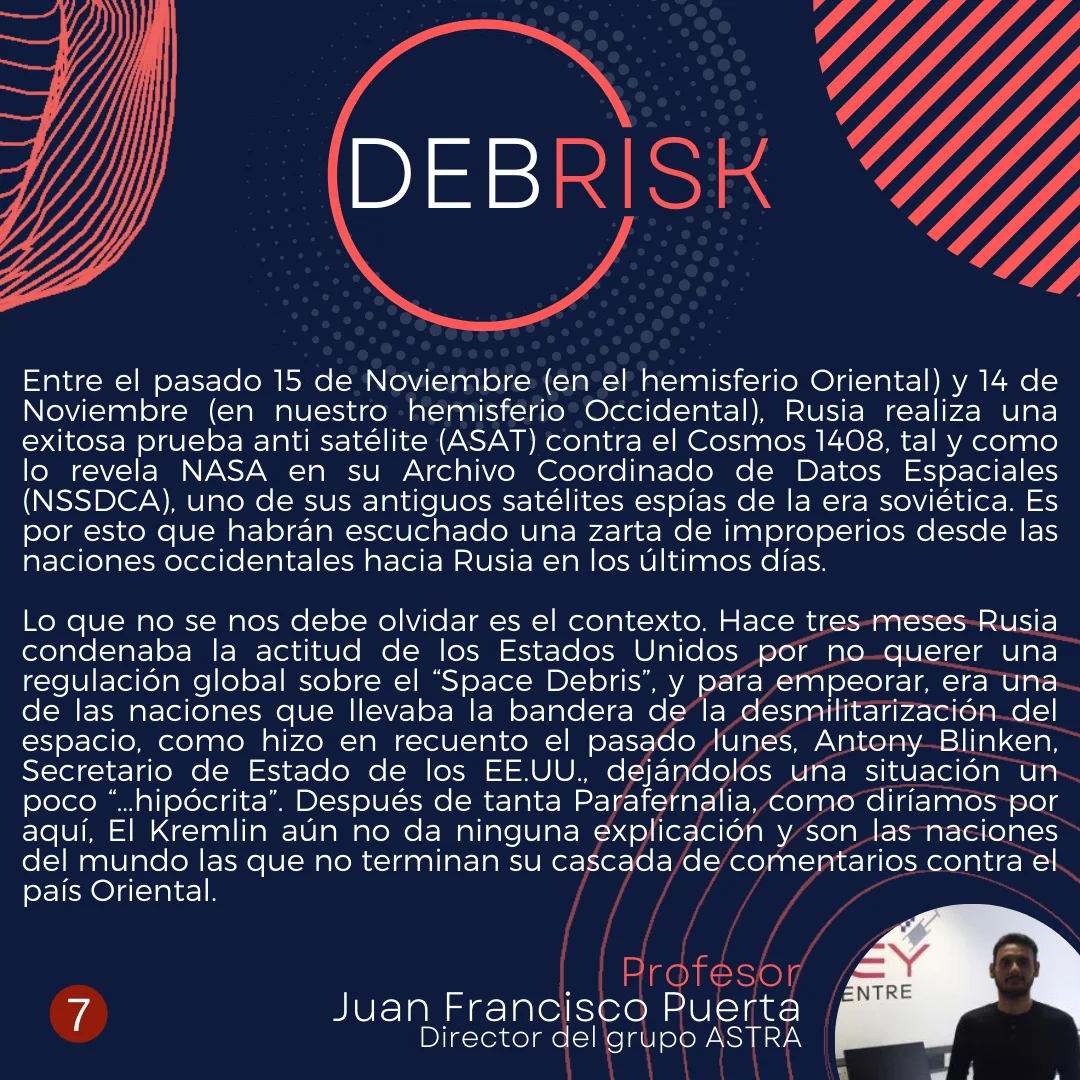 DEBRISK
Entre el pasado 15 de Noviembre (en el hemisferio Oriental) y 14 de
Noviembre (en nuestro hemisferio Occidental), Rusia realiza una
exitosa prueba anti satélite (ASAT) contra el Cosmos 1408, tal y como
lo revela NASA en su Archivo Coordinado de Datos Espaciales
(NSSDCA), uno de sus antiguos satélites espías de la era soviética. Es
por esto que habrán escuchado una zarta de improperios desde las
naciones occidentales hacia Rusia en los últimos días.
Lo que no se nos debe olvidar es el contexto. Hace tres meses Rusia
condenaba la actitud de los Estados Unidos por no querer una
regulación global sobre el “Space Debris”, y para empeorar, era una
de las naciones que llevaba la bandera de la desmilitarización del
espacio, como hizo en recuento el pasado lunes, Antony Blinken,
Secretario de Estado de los EE.UU., dejándolos una situación un
poco “...hipócrita”. Después de tanta Parafernalia, como diríamos por
aquí, El Kremlin aún no da ninguna explicación y son las naciones
del mundo las que no terminan su cascada de comentarios contra el
país Oriental.
Profesor
Juan Francisco Puerta
Director del grupo ASTRA
7
EY
ENTRE